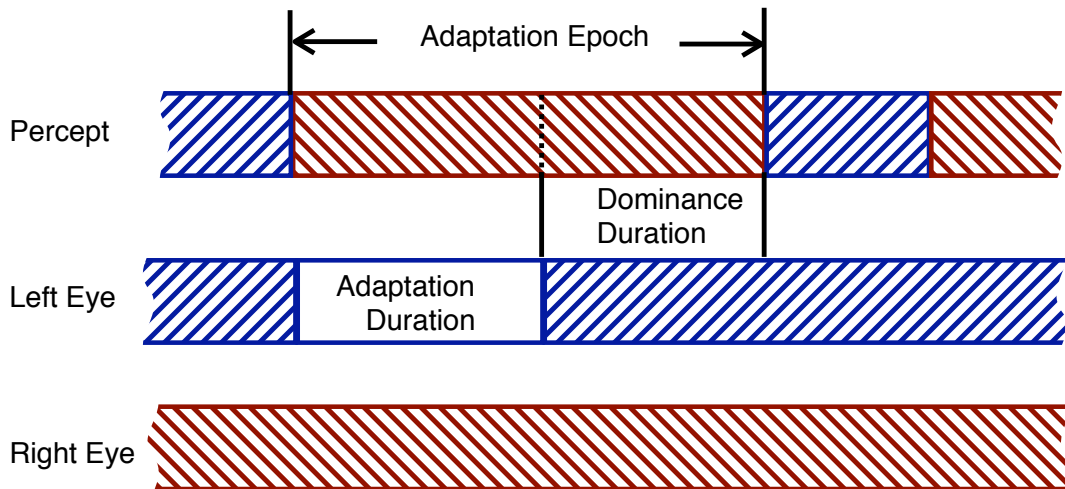 Adaptation Epoch
Percept
Dominance
Duration
Left Eye
Adaptation
Duration
Right Eye